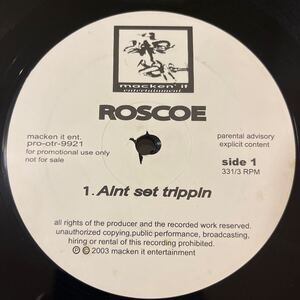 macken' it
entertainment
ROSCOE
macken it ent.
pro-otr-9921
for promotional use only
not for sale
parental advisory
explicit content
side 1
331/3 RPM
1. Aint set trippin
all rights of the producer and the recorded work reserved.
unauthorized copying,public performance, broadcasting,
hiring or rental of this recording prohibited.
℗ © 2003 macken it entertainment